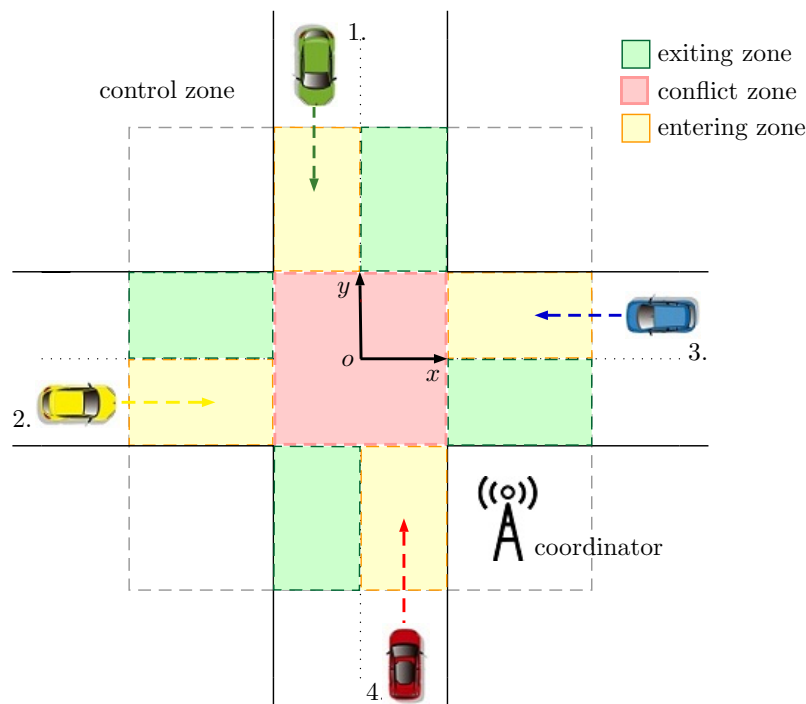 1.
exiting zone
control zone
conflict zone
entering zone
y
o
x
3.
2.
coordinator
4.